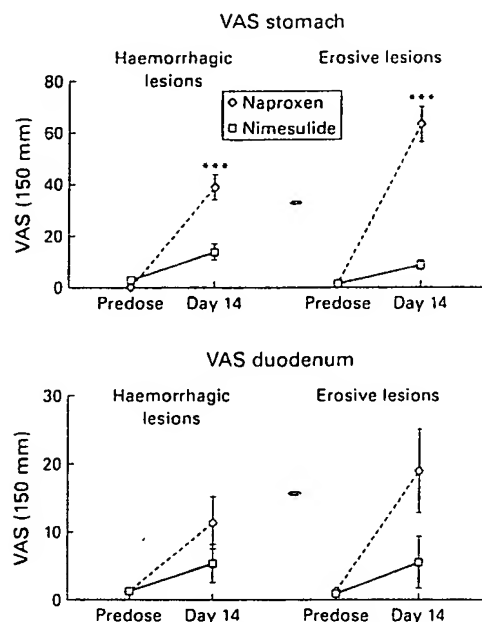 VAS stomach
Haemorrhagic lesions
Erosive lesions
Naproxen
Nimesulide
***
***
VAS (150 mm)
80
60
40
20
0
Predose Day 14 Predose Day 14
VAS duodenum
Haemorrhagic lesions
Erosive lesions
VAS (150 mm)
30
20
10
0
Predose Day 14 Predose Day 14